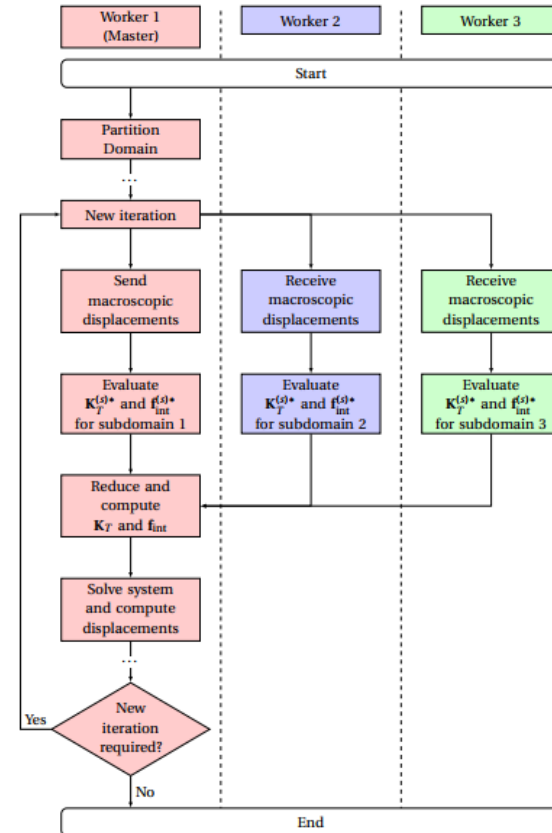 Worker 1
(Master)
Worker 2
Worker 3
Start
Partition
Domain
...
New iteration
Send
macroscopic
displacements
Receive
macroscopic
displacements
Receive
macroscopic
displacements
Evaluate
K_T^{(s)*} and f_int^{(s)*}
for subdomain 1
Evaluate
K_T^{(s)*} and f_int^{(s)*}
for subdomain 2
Evaluate
K_T^{(s)*} and f_int^{(s)*}
for subdomain 3
Reduce and
compute
K_T and f_int
Solve system
and compute
displacements
...
New
iteration
required?
Yes
No
End